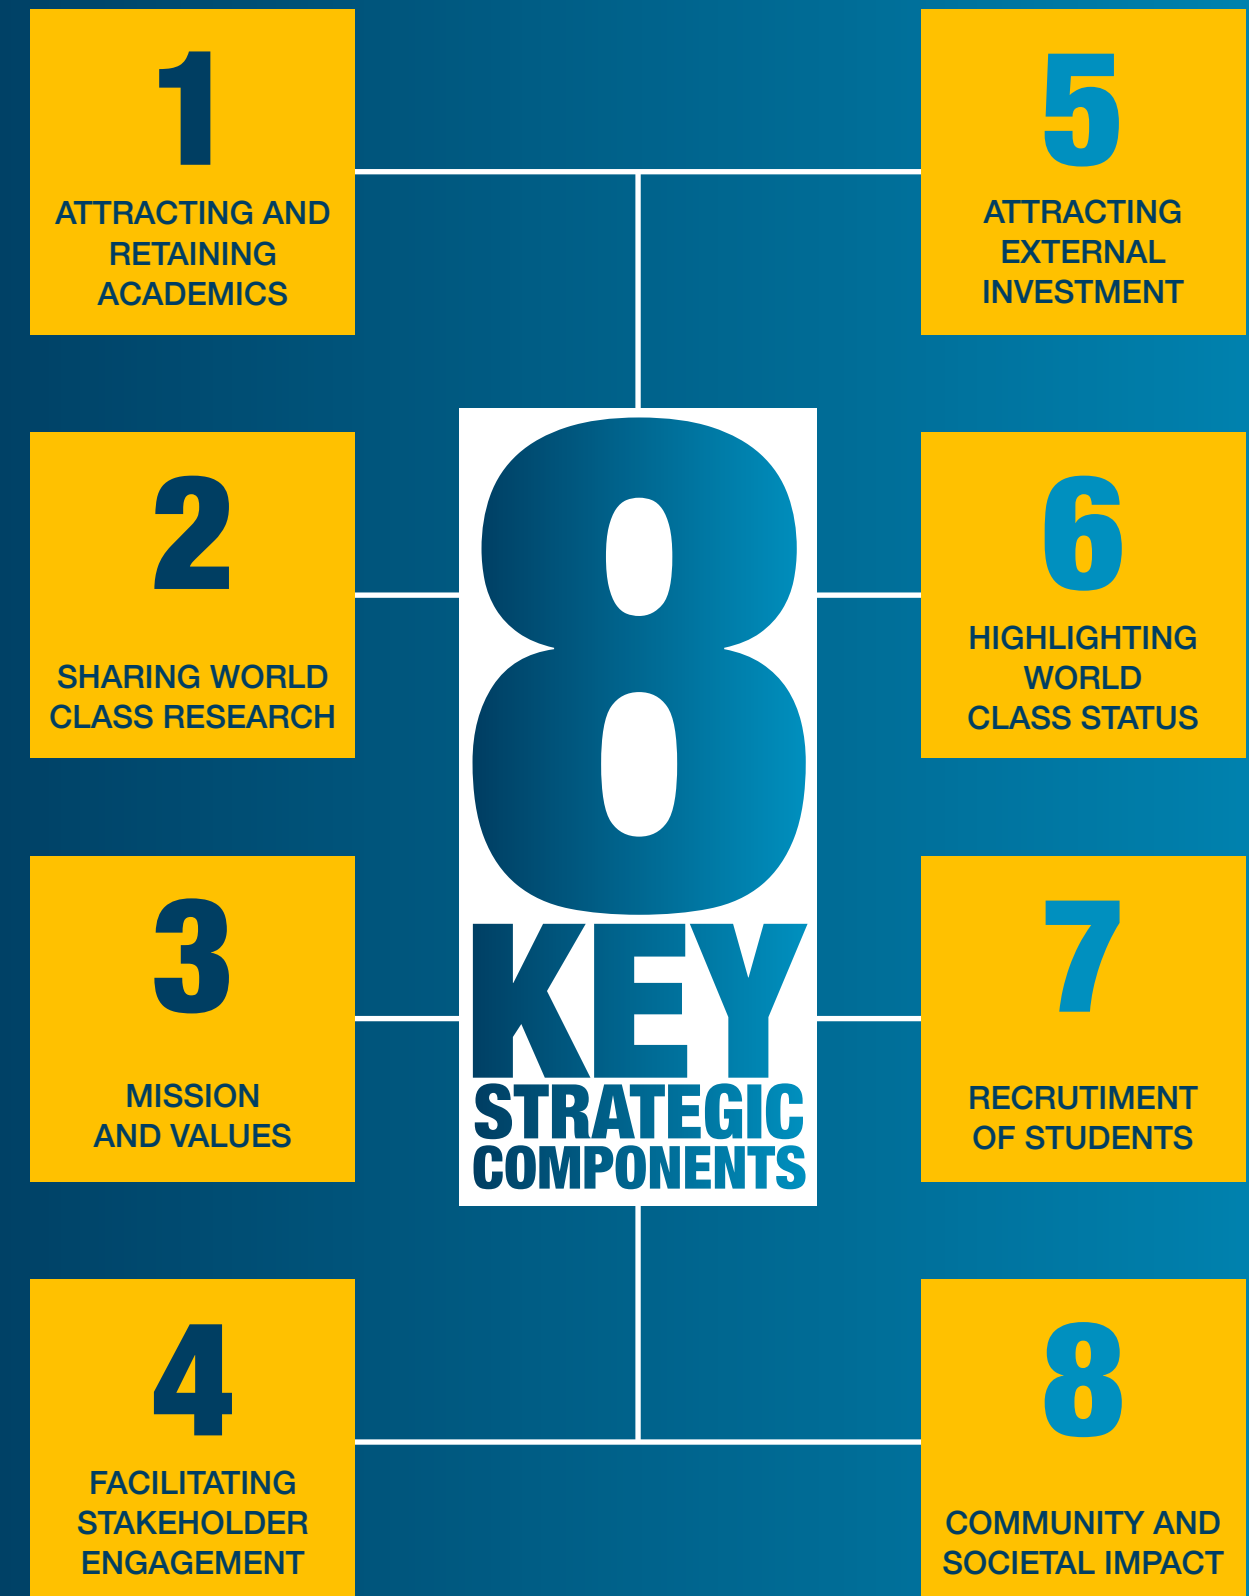 1
ATTRACTING AND
RETAINING
ACADEMICS
2
SHARING WORLD
CLASS RESEARCH
3
MISSION
AND VALUES
4
FACILITATING
STAKEHOLDER
ENGAGEMENT
8
KEY
STRATEGIC
COMPONENTS
5
ATTRACTING
EXTERNAL
INVESTMENT
6
HIGHLIGHTING
WORLD
CLASS STATUS
7
RECRUTIMENT
OF STUDENTS
8
COMMUNITY AND
SOCIETAL IMPACT